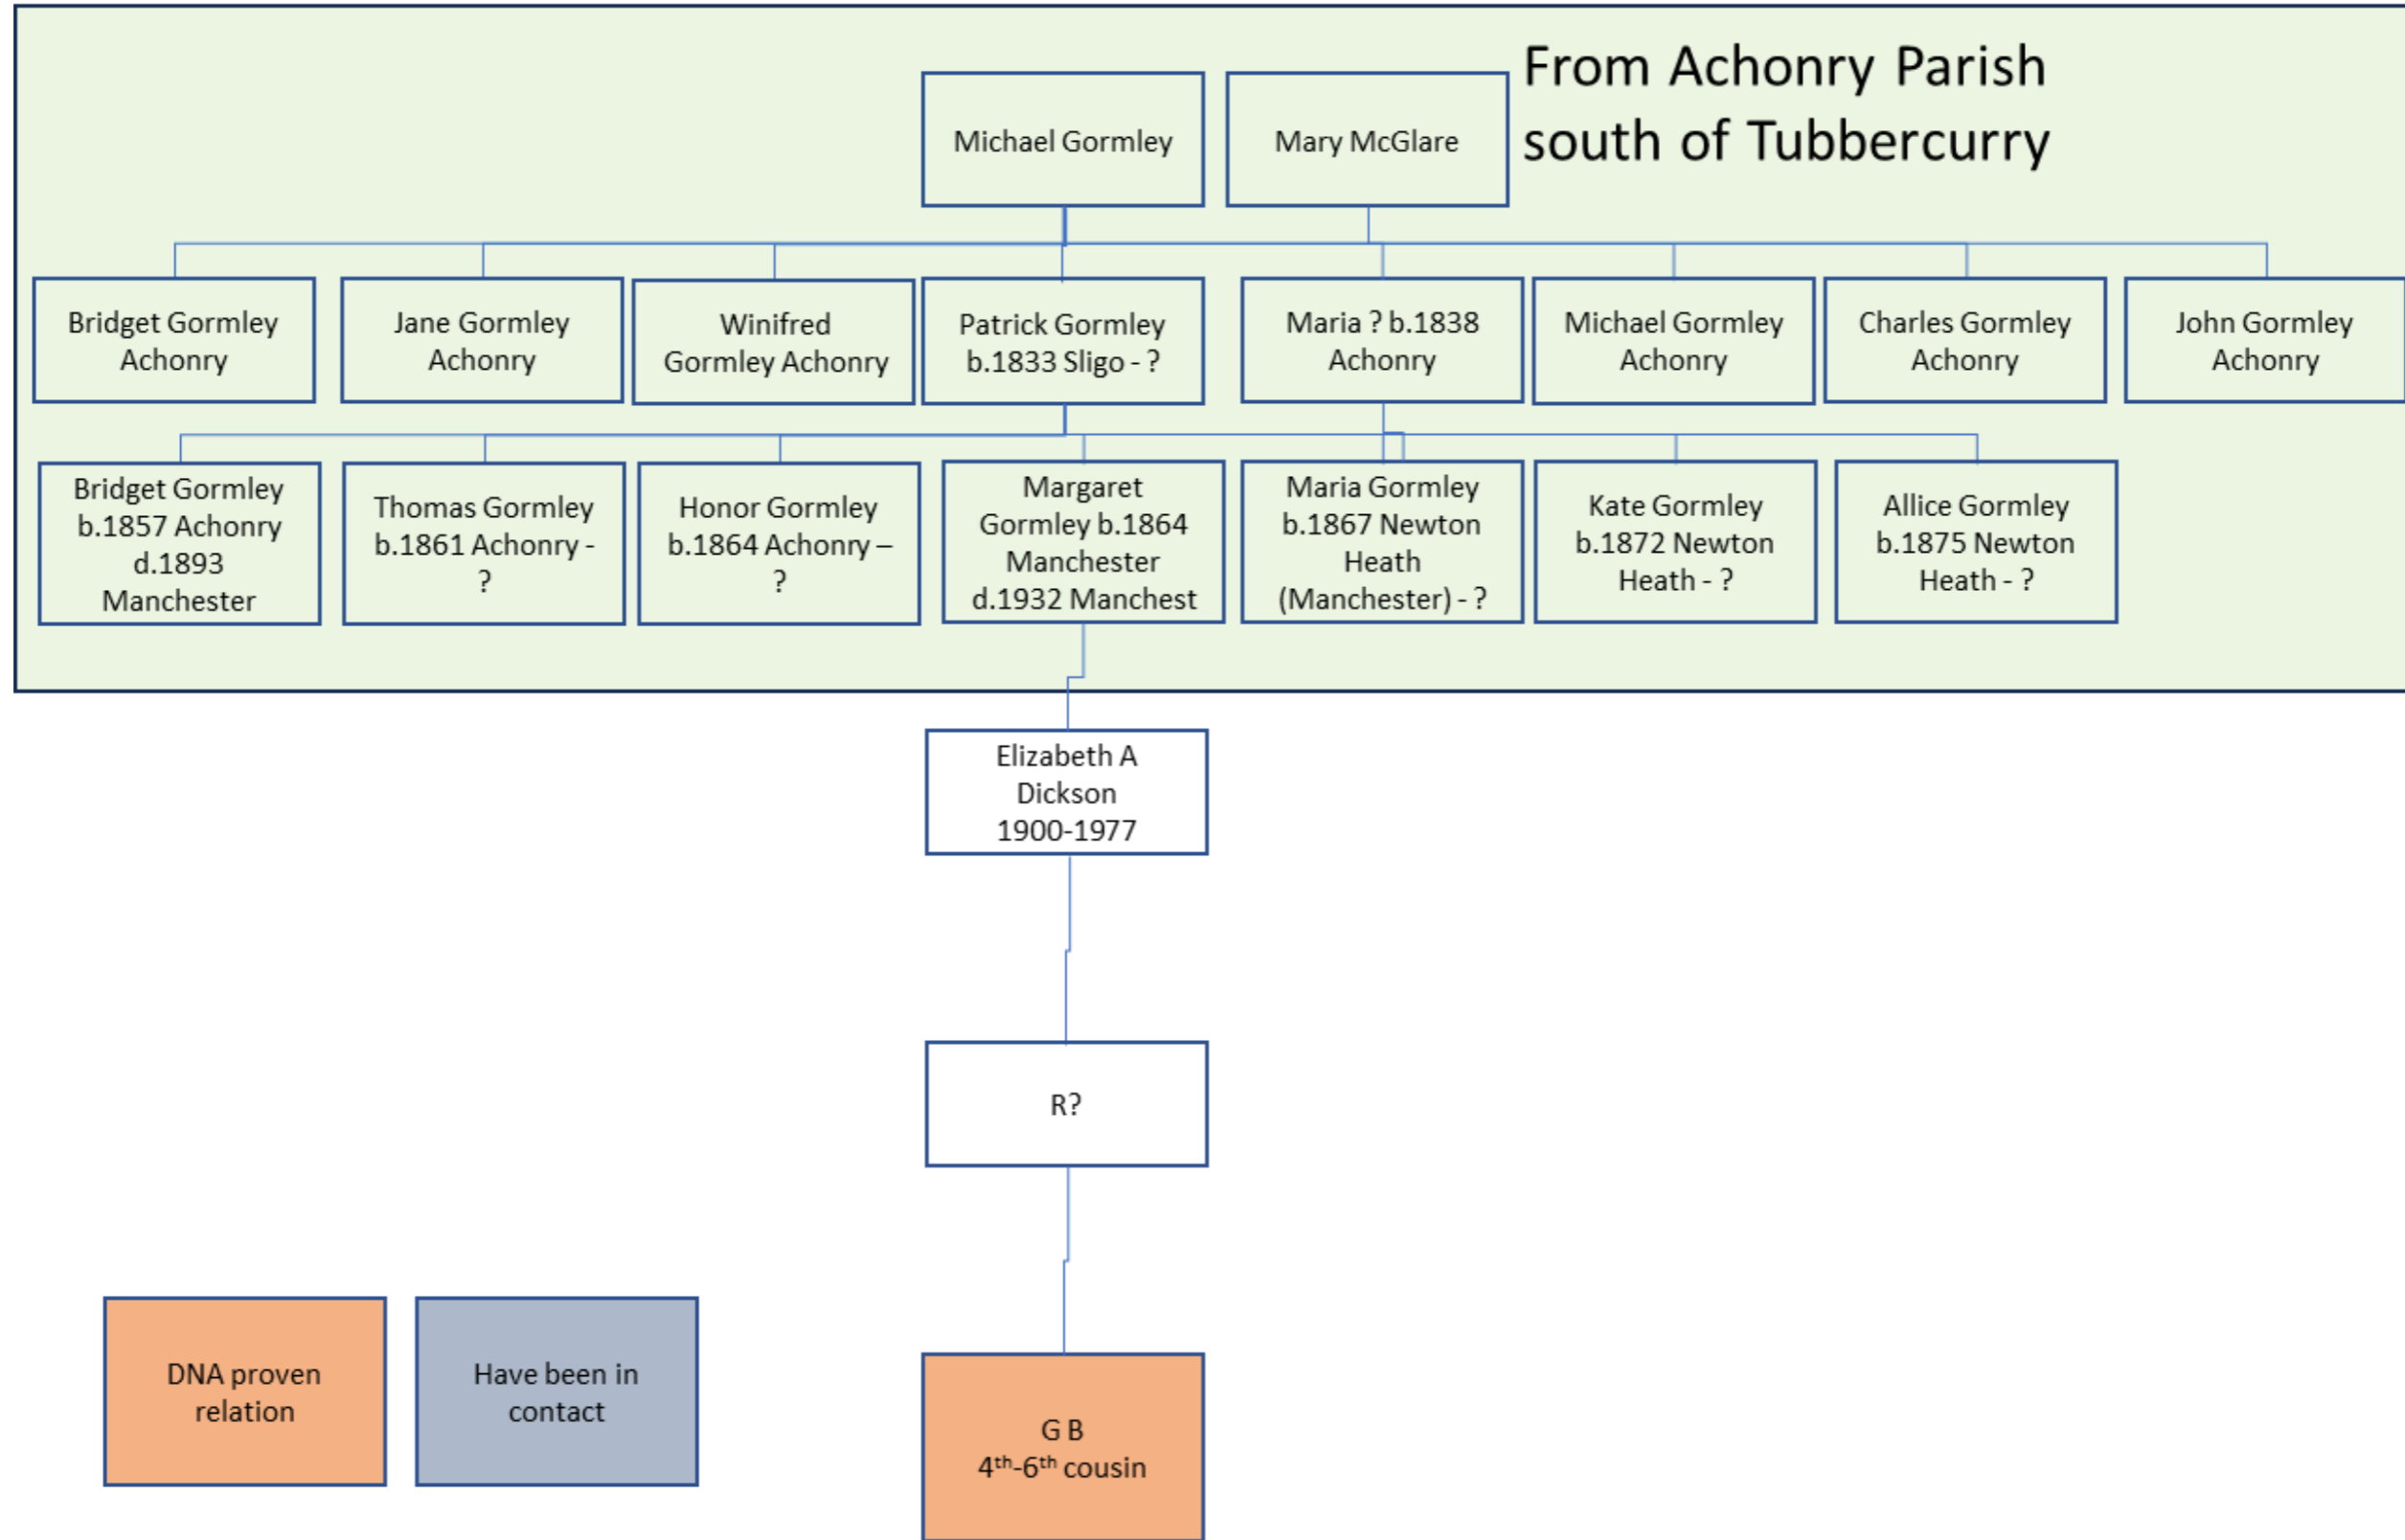 From Achonry Parish
south of Tubbercurry
Michael Gormley
Mary McGlare
Bridget Gormley
Achonry
Jane Gormley
Achonry
Winifred
Gormley Achonry
Patrick Gormley
b.1833 Sligo - ?
Maria ? b.1838
Achonry
Michael Gormley
Achonry
Charles Gormley
Achonry
John Gormley
Achonry
Bridget Gormley
b.1857 Achonry
d.1893
Manchester
Thomas Gormley
b.1861 Achonry -
?
Honor Gormley
b.1864 Achonry –
?
Margaret
Gormley b.1864
Manchester
d.1932 Manchest
Maria Gormley
b.1867 Newton
Heath
(Manchester) - ?
Kate Gormley
b.1872 Newton
Heath - ?
Allice Gormley
b.1875 Newton
Heath - ?
Elizabeth A
Dickson
1900-1977
R?
DNA proven
relation
Have been in
contact
G B
4th-6th cousin